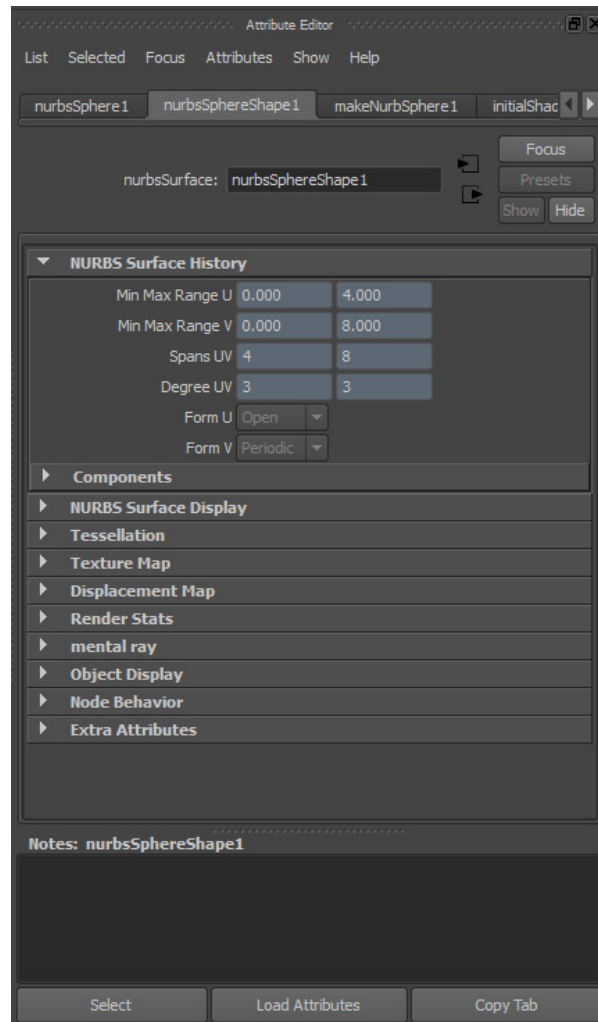 Attribute Editor
List Selected Focus Attributes Show Help
nurbsSphere1 nurbsSphereShape1 makeNurbSphere1 initialShac
Focus
nurbsSurface: nurbsSphereShape1
Presets
Show Hide
NURBS Surface History
Min Max Range U 0.000 4.000
Min Max Range V 0.000 8.000
Spans UV 4 8
Degree UV 3 3
Form U Open
Form V Periodic
Components
NURBS Surface Display
Tessellation
Texture Map
Displacement Map
Render Stats
mental ray
Object Display
Node Behavior
Extra Attributes
Notes: nurbsSphereShape1
Select Load Attributes Copy Tab